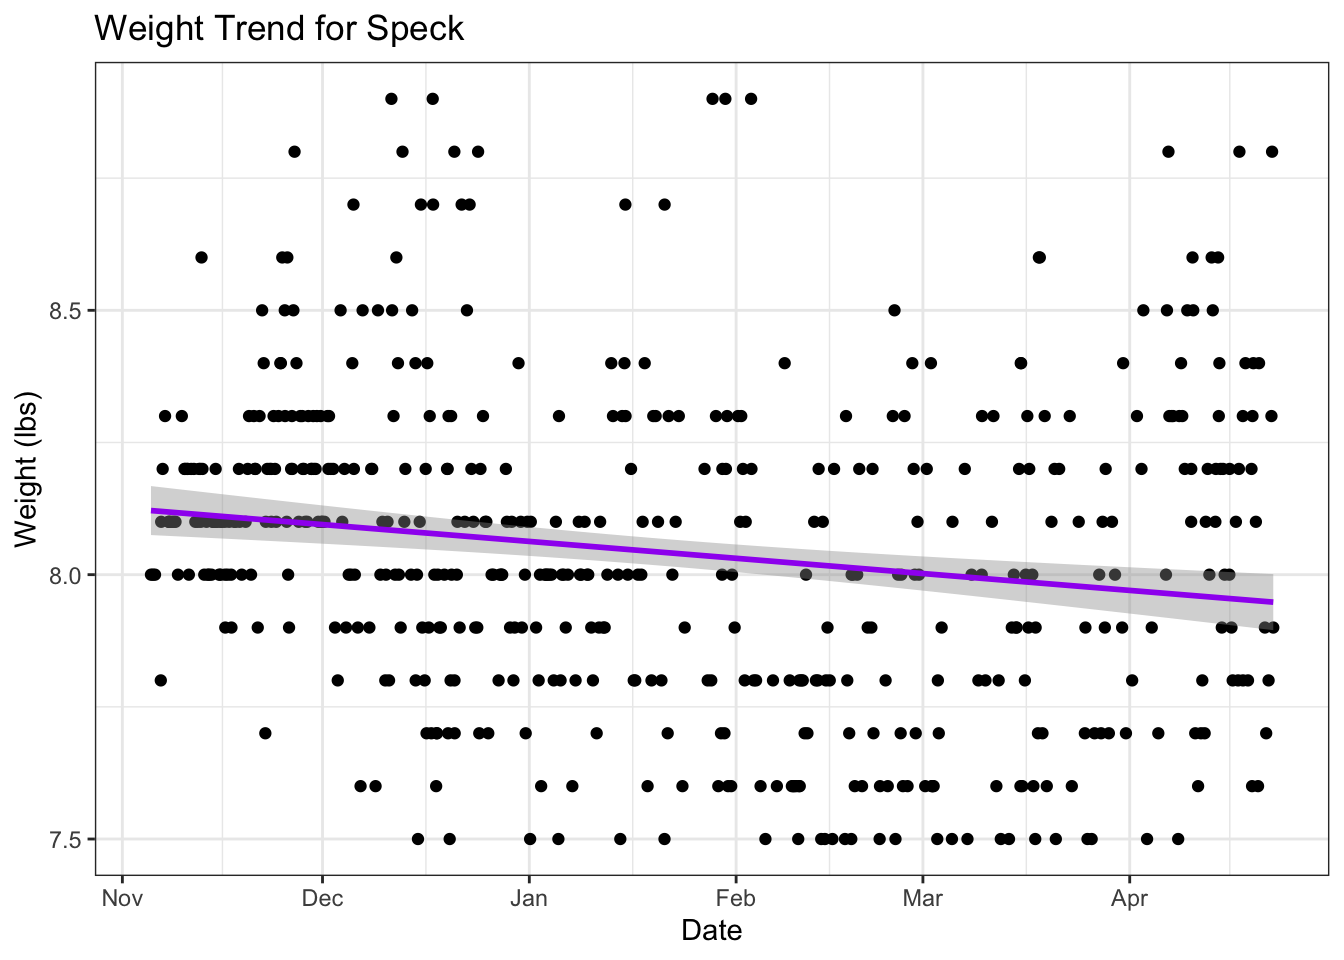 Weight Trend for Speck
Weight (lbs)
8.5
8.0
7.5
Nov Dec Jan Feb Mar Apr
Date